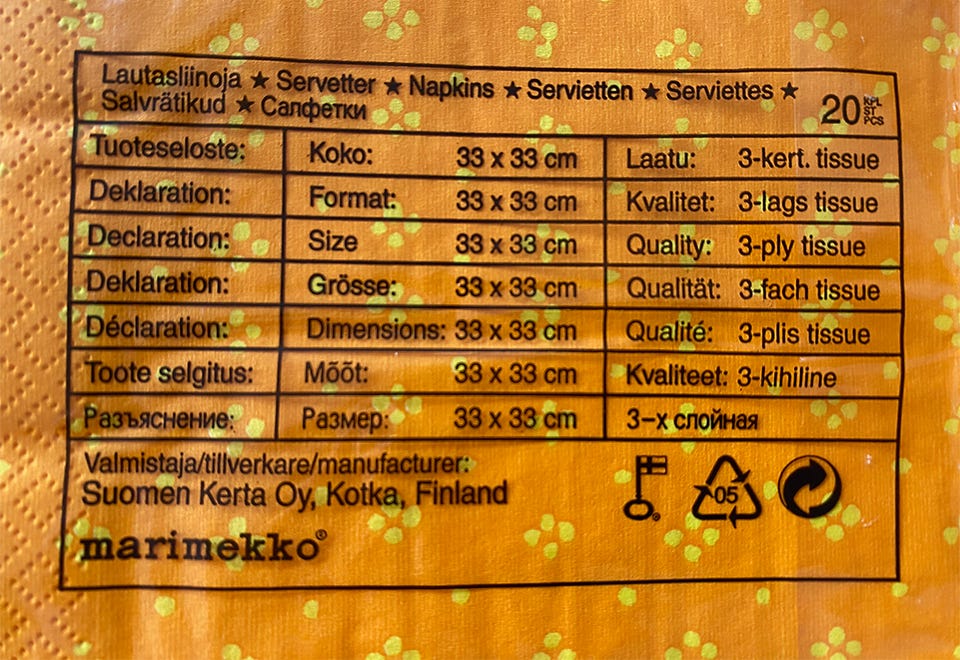 Lautasliinoja ★ Servetter ★ Napkins ★ Servietten ★ Serviettes ★
Salvrätikud ★ Салфетки
20 KPL ST PCS
Tuoteseloste: Koko: 33 x 33 cm Laatu: 3-kert. tissue
Deklaration: Format: 33 x 33 cm Kvalitet: 3-lags tissue
Declaration: Size 33 x 33 cm Quality: 3-ply tissue
Deklaration: Grösse: 33 x 33 cm Qualität: 3-fach tissue
Déclaration: Dimensions: 33 x 33 cm Qualité: 3-plis tissue
Toote selgitus: Mõõt: 33 x 33 cm Kvaliteet: 3-kihiline
Разъяснение: Размер: 33 x 33 cm 3-х слойная
Valmistaja/tillverkare/manufacturer:
Suomen Kerta Oy, Kotka, Finland
05
marimekko®